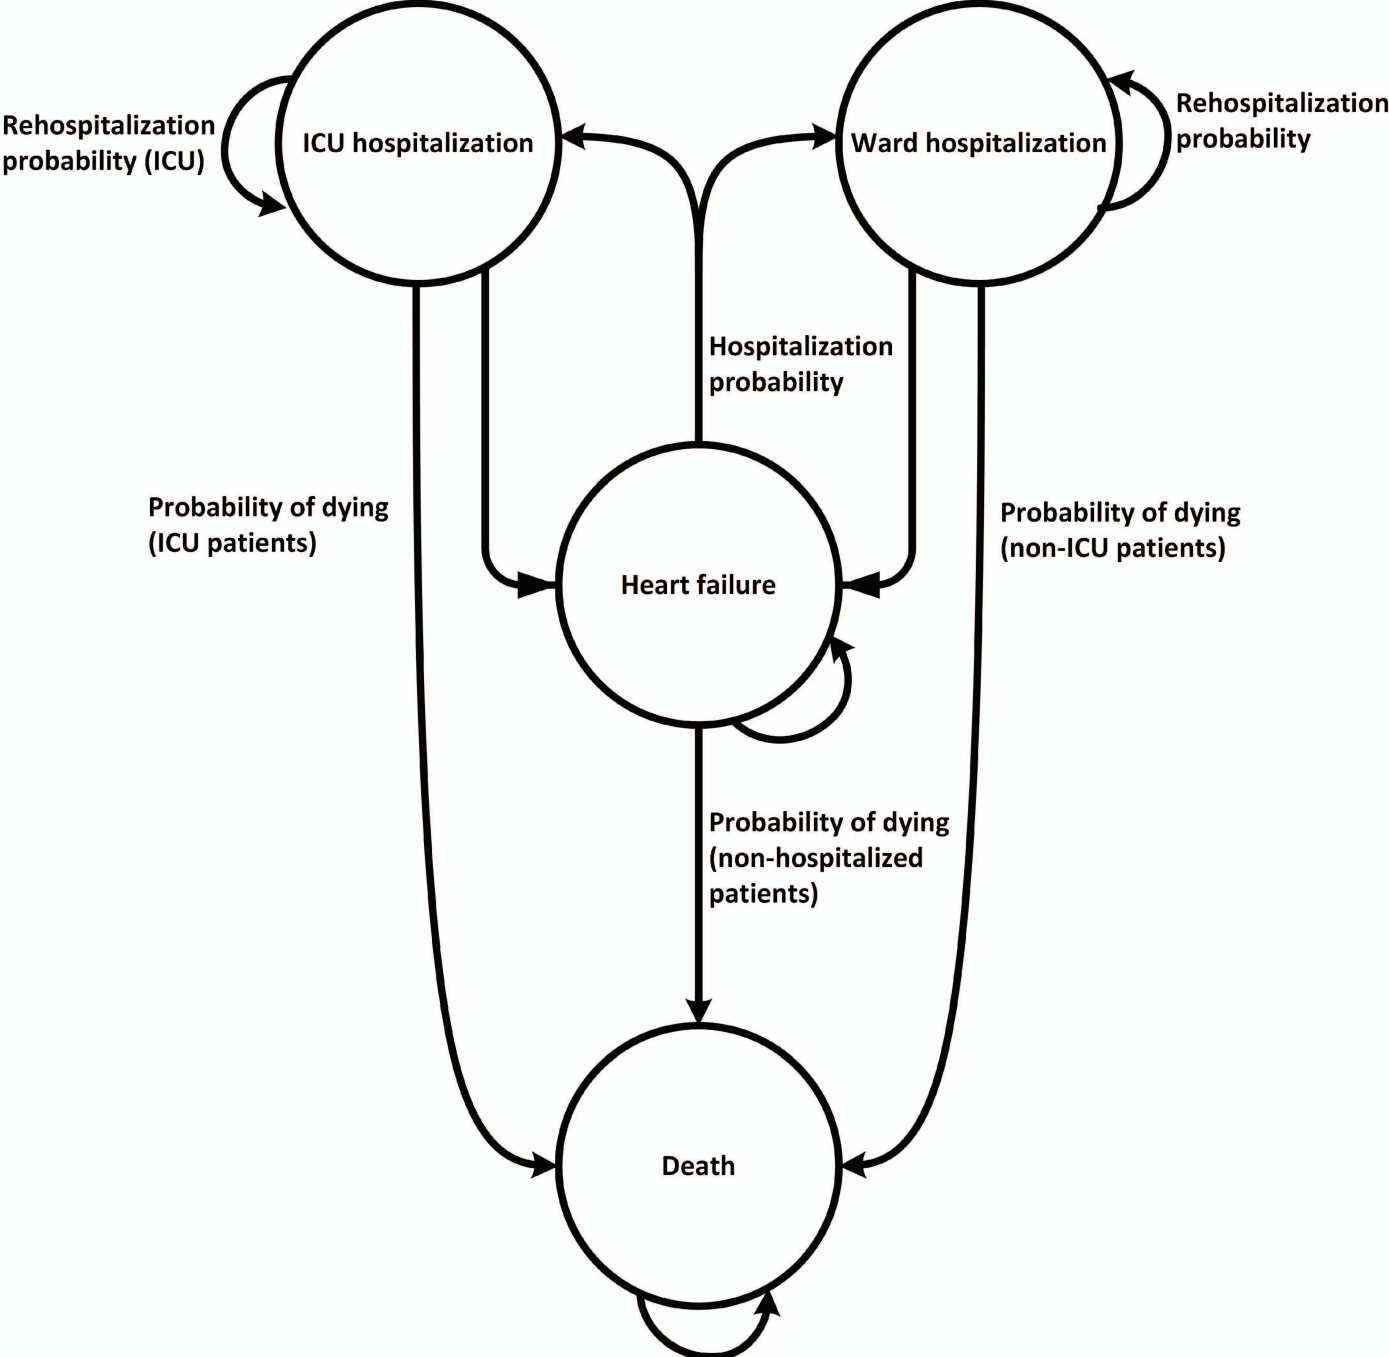 Rehospitalization
probability (ICU)
ICU hospitalization
Ward hospitalization
Rehospitalization
probability
Hospitalization
probability
Probability of dying
(ICU patients)
Probability of dying
(non-ICU patients)
Heart failure
Probability of dying
(non-hospitalized
patients)
Death